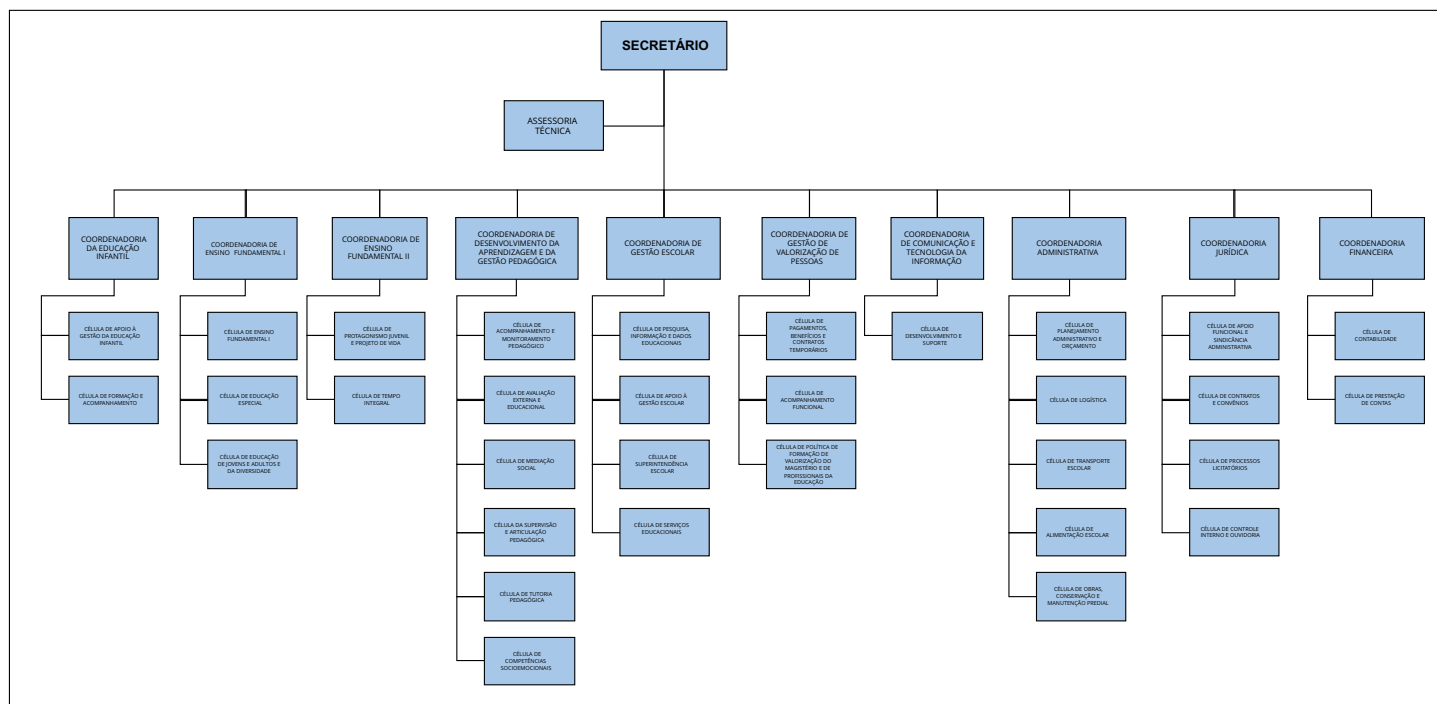 SECRETÁRIO
ASSESSORIA
TÉCNICA
COORDENADORIA
DA EDUCAÇÃO
INFANTIL
COORDENADORIA DE
ENSINO FUNDAMENTAL I
COORDENADORIA DE
ENSINO
FUNDAMENTAL II
COORDENADORIA DE
DESENVOLVIMENTO DA
APRENDIZAGEM E DA
GESTÃO PEDAGÓGICA
COORDENADORIA DE
GESTÃO ESCOLAR
COORDENADORIA DE
GESTÃO DE
VALORIZAÇÃO DE
PESSOAS
COORDENADORIA
DE COMUNICAÇÃO E
TECNOLOGIA DA
INFORMAÇÃO
COORDENADORIA
ADMINISTRATIVA
COORDENADORIA
JURÍDICA
COORDENADORIA
FINANCEIRA
CÉLULA DE APOIO À
GESTÃO DA EDUCAÇÃO
INFANTIL
CÉLULA DE FORMAÇÃO E
ACOMPANHAMENTO
CÉLULA DE ENSINO
FUNDAMENTAL I
CÉLULA DE EDUCAÇÃO
ESPECIAL
CÉLULA DE EDUCAÇÃO
DE JOVENS E ADULTOS E
DA DIVERSIDADE
CÉLULA DE
PROTAGONISMO JUVENIL
E PROJETO DE VIDA
CÉLULA DE TEMPO
INTEGRAL
CÉLULA DE
ACOMPANHAMENTO E
MONITORAMENTO
PEDAGÓGICO
CÉLULA DE AVALIAÇÃO
EXTERNA E
EDUCACIONAL
CÉLULA DE MEDIAÇÃO
SOCIAL
CÉLULA DA SUPERVISÃO
E ARTICULAÇÃO
PEDAGÓGICA
CÉLULA DE TUTORIA
PEDAGÓGICA
CÉLULA DE
COMPETÊNCIAS
SOCIOEMOCIONAIS
CÉLULA DE PESQUISA,
INFORMAÇÃO E DADOS
EDUCACIONAIS
CÉLULA DE APOIO À
GESTÃO ESCOLAR
CÉLULA DE
SUPERINTENDÊNCIA
ESCOLAR
CÉLULA DE SERVIÇOS
EDUCACIONAIS
CÉLULA DE
PAGAMENTOS,
BENEFÍCIOS E
CONTRATOS
TEMPORÁRIOS
CÉLULA DE
ACOMPANHAMENTO
FUNCIONAL
CÉLULA DE POLÍTICA DE
FORMAÇÃO DE
VALORIZAÇÃO DO
MAGISTÉRIO E DE
PROFISSIONAIS DA
EDUCAÇÃO
CÉLULA DE
DESENVOLVIMENTO E
SUPORTE
CÉLULA DE
PLANEJAMENTO
ADMINISTRATIVO E
ORÇAMENTO
CÉLULA DE LOGÍSTICA
CÉLULA DE TRANSPORTE
ESCOLAR
CÉLULA DE
ALIMENTAÇÃO ESCOLAR
CÉLULA DE OBRAS,
CONSERVAÇÃO E
MANUTENÇÃO PREDIAL
CÉLULA DE APOIO
FUNCIONAL E
SINDICÂNCIA
ADMINISTRATIVA
CÉLULA DE CONTRATOS
E CONVÊNIOS
CÉLULA DE PROCESSOS
LICITATÓRIOS
CÉLULA DE CONTROLE
INTERNO E OUVIDORIA
CÉLULA DE
CONTABILIDADE
CÉLULA DE PRESTAÇÃO
DE CONTAS